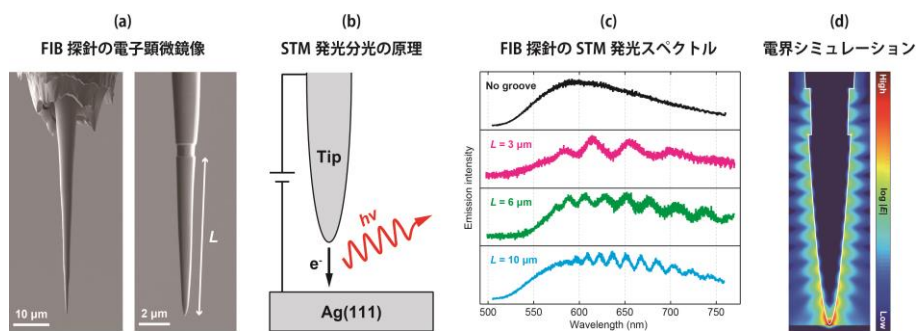 (a)
FIB 探針の電子顕微鏡像
10 μm
L
2 μm
(b)
STM 発光分光の原理
Tip
hν
e-
Ag(111)
(c)
FIB 探針の STM 発光スペクトル
No groove
L = 3 μm
L = 6 μm
L = 10 μm
Emission intensity
500 550 600 650 700 750
Wavelength (nm)
(d)
電界シミュレーション
High
log |E|
Low